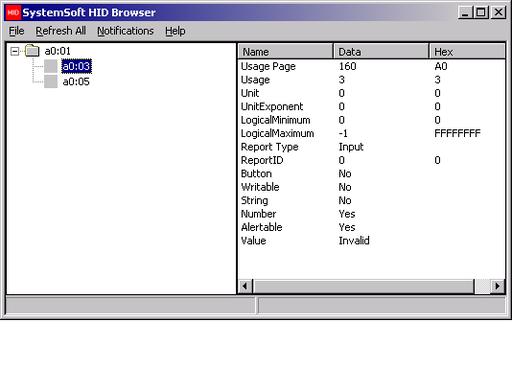 HID SystemSoft HID Browser
File Refresh All Notifications Help
a0:01
a0:03
a0:05
Name Data Hex
Usage Page 160 A0
Usage 3 3
Unit 0 0
UnitExponent 0 0
LogicalMinimum 0 0
LogicalMaximum -1 FFFFFFFF
Report Type Input
ReportID 0 0
Button No
Writable No
String No
Number Yes
Alertable Yes
Value Invalid